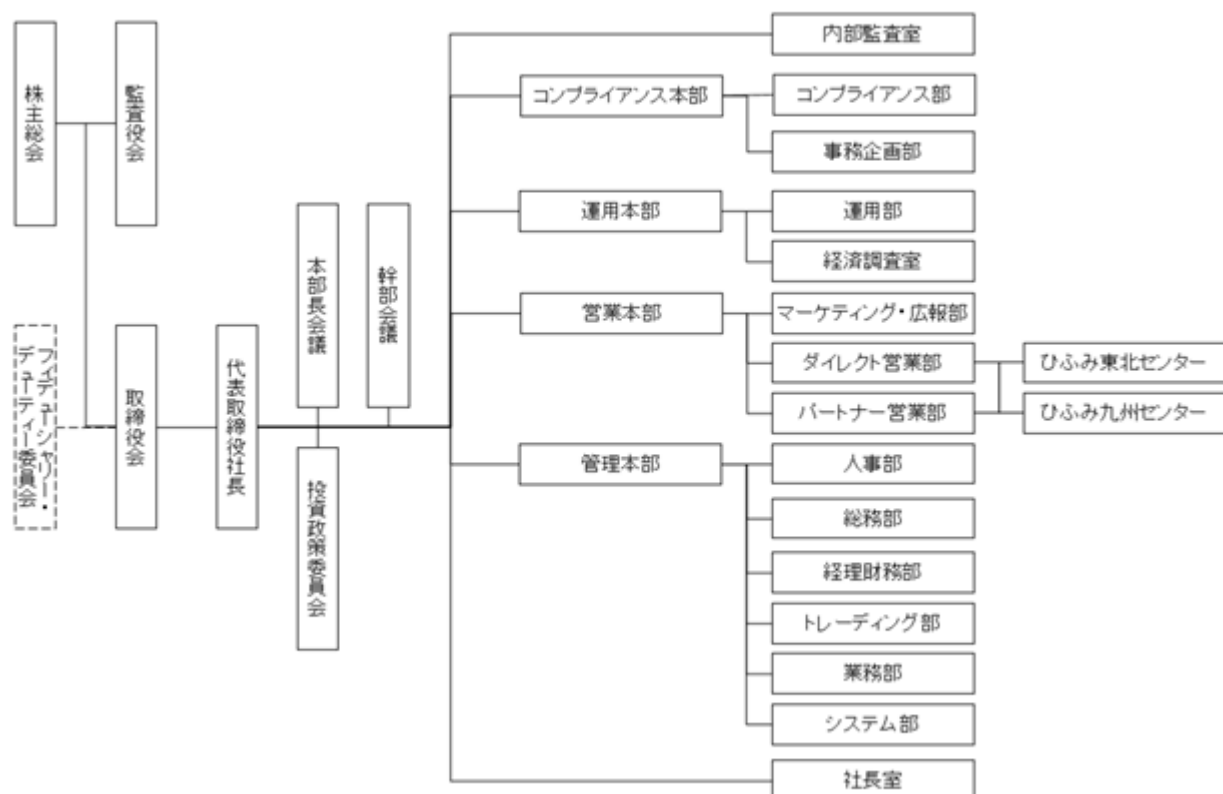 株主総会
監査役会
フィデューシャリー・
デューティー委員会
取締役会
代表取締役社長
本部長会議
投資政策委員会
幹部会議
内部監査室
コンプライアンス本部
コンプライアンス部
事務企画部
運用本部
運用部
経済調査室
営業本部
マーケティング・広報部
ダイレクト営業部
ひふみ東北センター
パートナー営業部
ひふみ九州センター
管理本部
人事部
総務部
経理財務部
トレーディング部
業務部
システム部
社長室